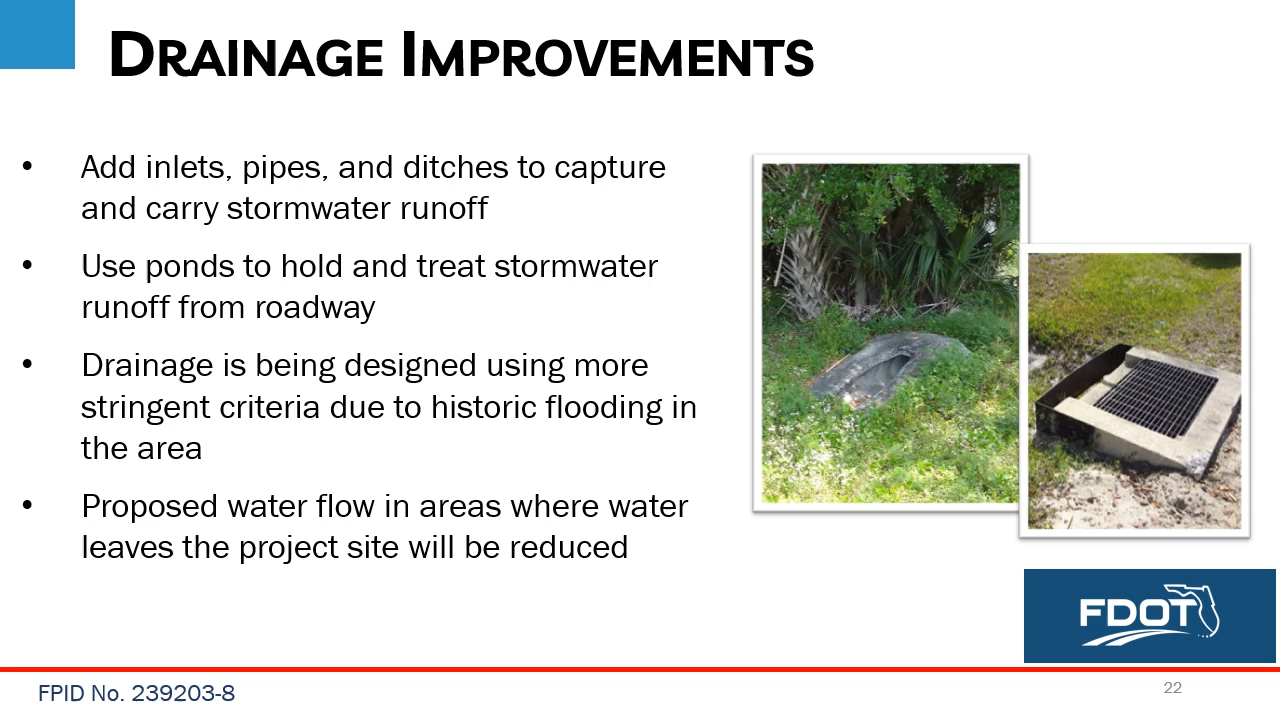 DRAINAGE IMPROVEMENTS
• Add inlets, pipes, and ditches to capture
and carry stormwater runoff
• Use ponds to hold and treat stormwater
runoff from roadway
• Drainage is being designed using more
stringent criteria due to historic flooding in
the area
• Proposed water flow in areas where water
leaves the project site will be reduced
FDOT
FPID No. 239203-8
22